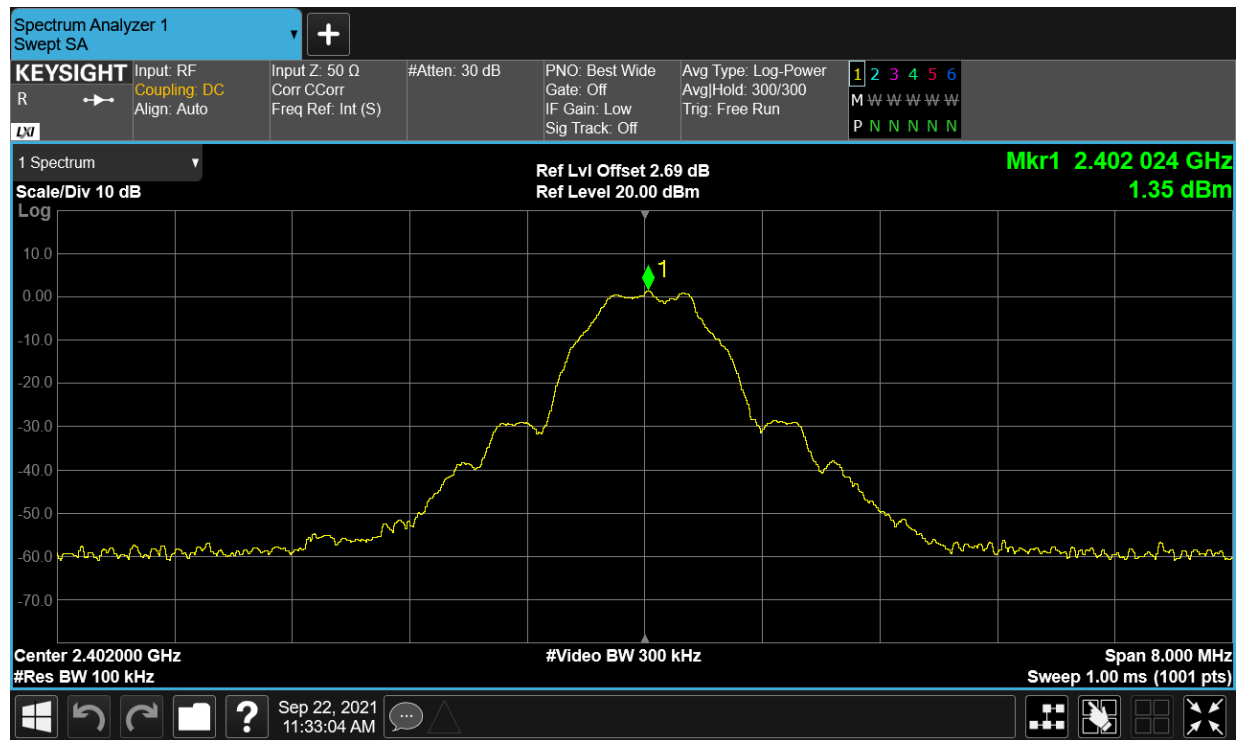 Spectrum Analyzer 1
Swept SA
KEYSIGHT
R
LXI
Input: RF
Coupling: DC
Align: Auto
Input Z: 50 Ω
Corr CCorr
Freq Ref: Int (S)
#Atten: 30 dB
PNO: Best Wide
Gate: Off
IF Gain: Low
Sig Track: Off
Avg Type: Log-Power
Avg|Hold: 300/300
Trig: Free Run
1 2 3 4 5 6
M W W W W W
P N N N N N
1 Spectrum
Scale/Div 10 dB
Log
Ref Lvl Offset 2.69 dB
Ref Level 20.00 dBm
Mkr1 2.402 024 GHz
1.35 dBm
1
10.0
0.00
-10.0
-20.0
-30.0
-40.0
-50.0
-60.0
-70.0
Center 2.402000 GHz
#Res BW 100 kHz
#Video BW 300 kHz
Span 8.000 MHz
Sweep 1.00 ms (1001 pts)
?
Sep 22, 2021
11:33:04 AM